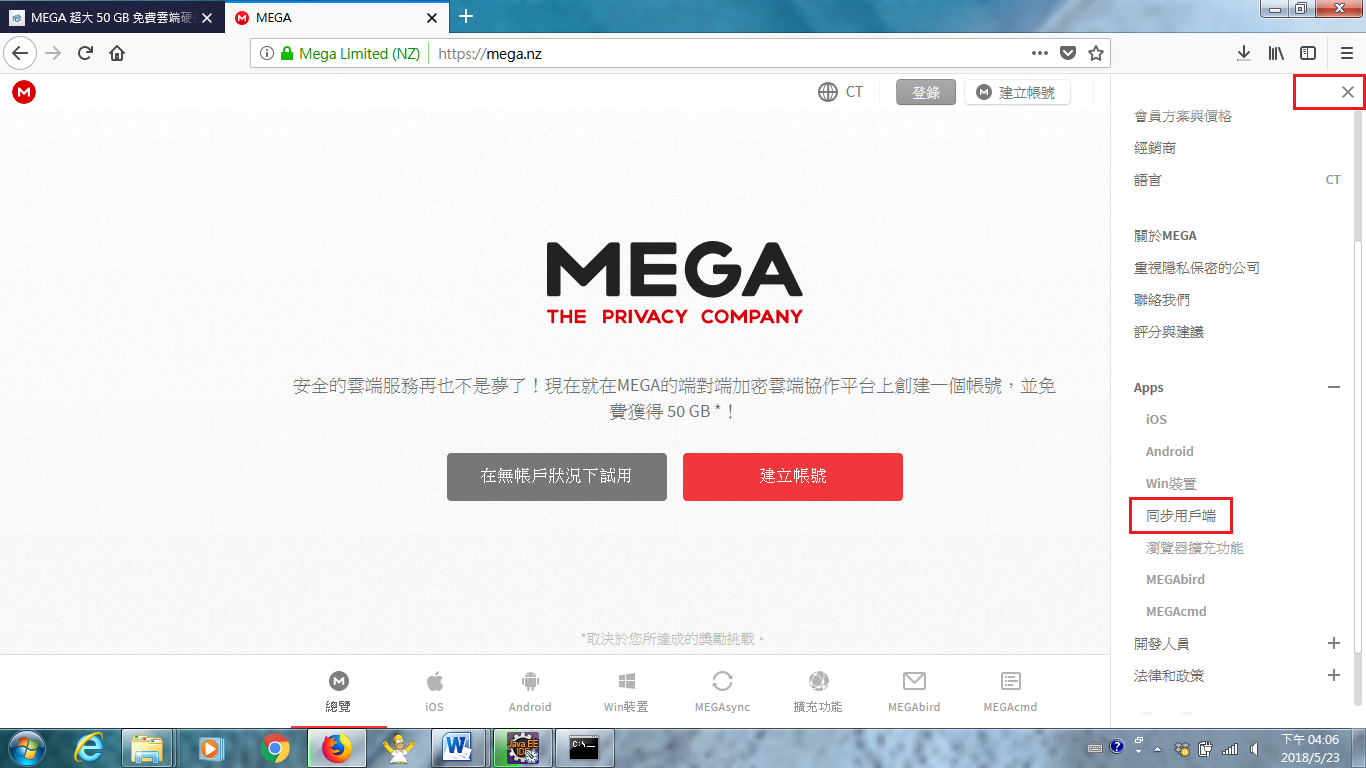 MEGA 超大 50 GB 免費雲端硬
MEGA
Mega Limited (NZ)
https://mega.nz
CT
登錄
建立帳號
會員方案與價格
經銷商
語言
CT
關於MEGA
重視隱私保密的公司
聯絡我們
評分與建議
Apps
iOS
Android
Win裝置
同步用戶端
瀏覽器擴充功能
MEGAbird
MEGAcmd
開發人員
法律和政策
MEGA
THE PRIVACY COMPANY
安全的雲端服務再也不是夢了！現在就在MEGA的端對端加密雲端協作平台上創建一個帳號，並免
費獲得 50 GB *！
在無帳戶狀況下試用
建立帳號
*取決於您所達成的獎勵挑戰。
總覽
iOS
Android
Win裝置
MEGAsync
擴充功能
MEGAbird
MEGAcmd
Java EE
IDE
C:\_
下午 04:06
2018/5/23